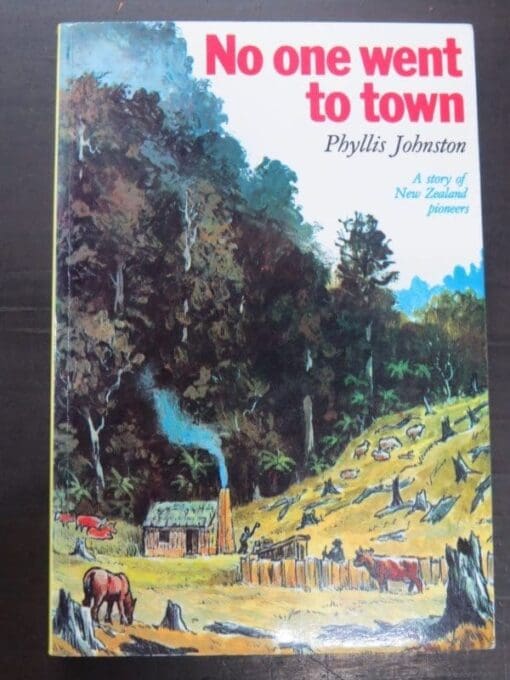 No one went
to town
Phyllis Johnston
A story of
New Zealand
pioneers